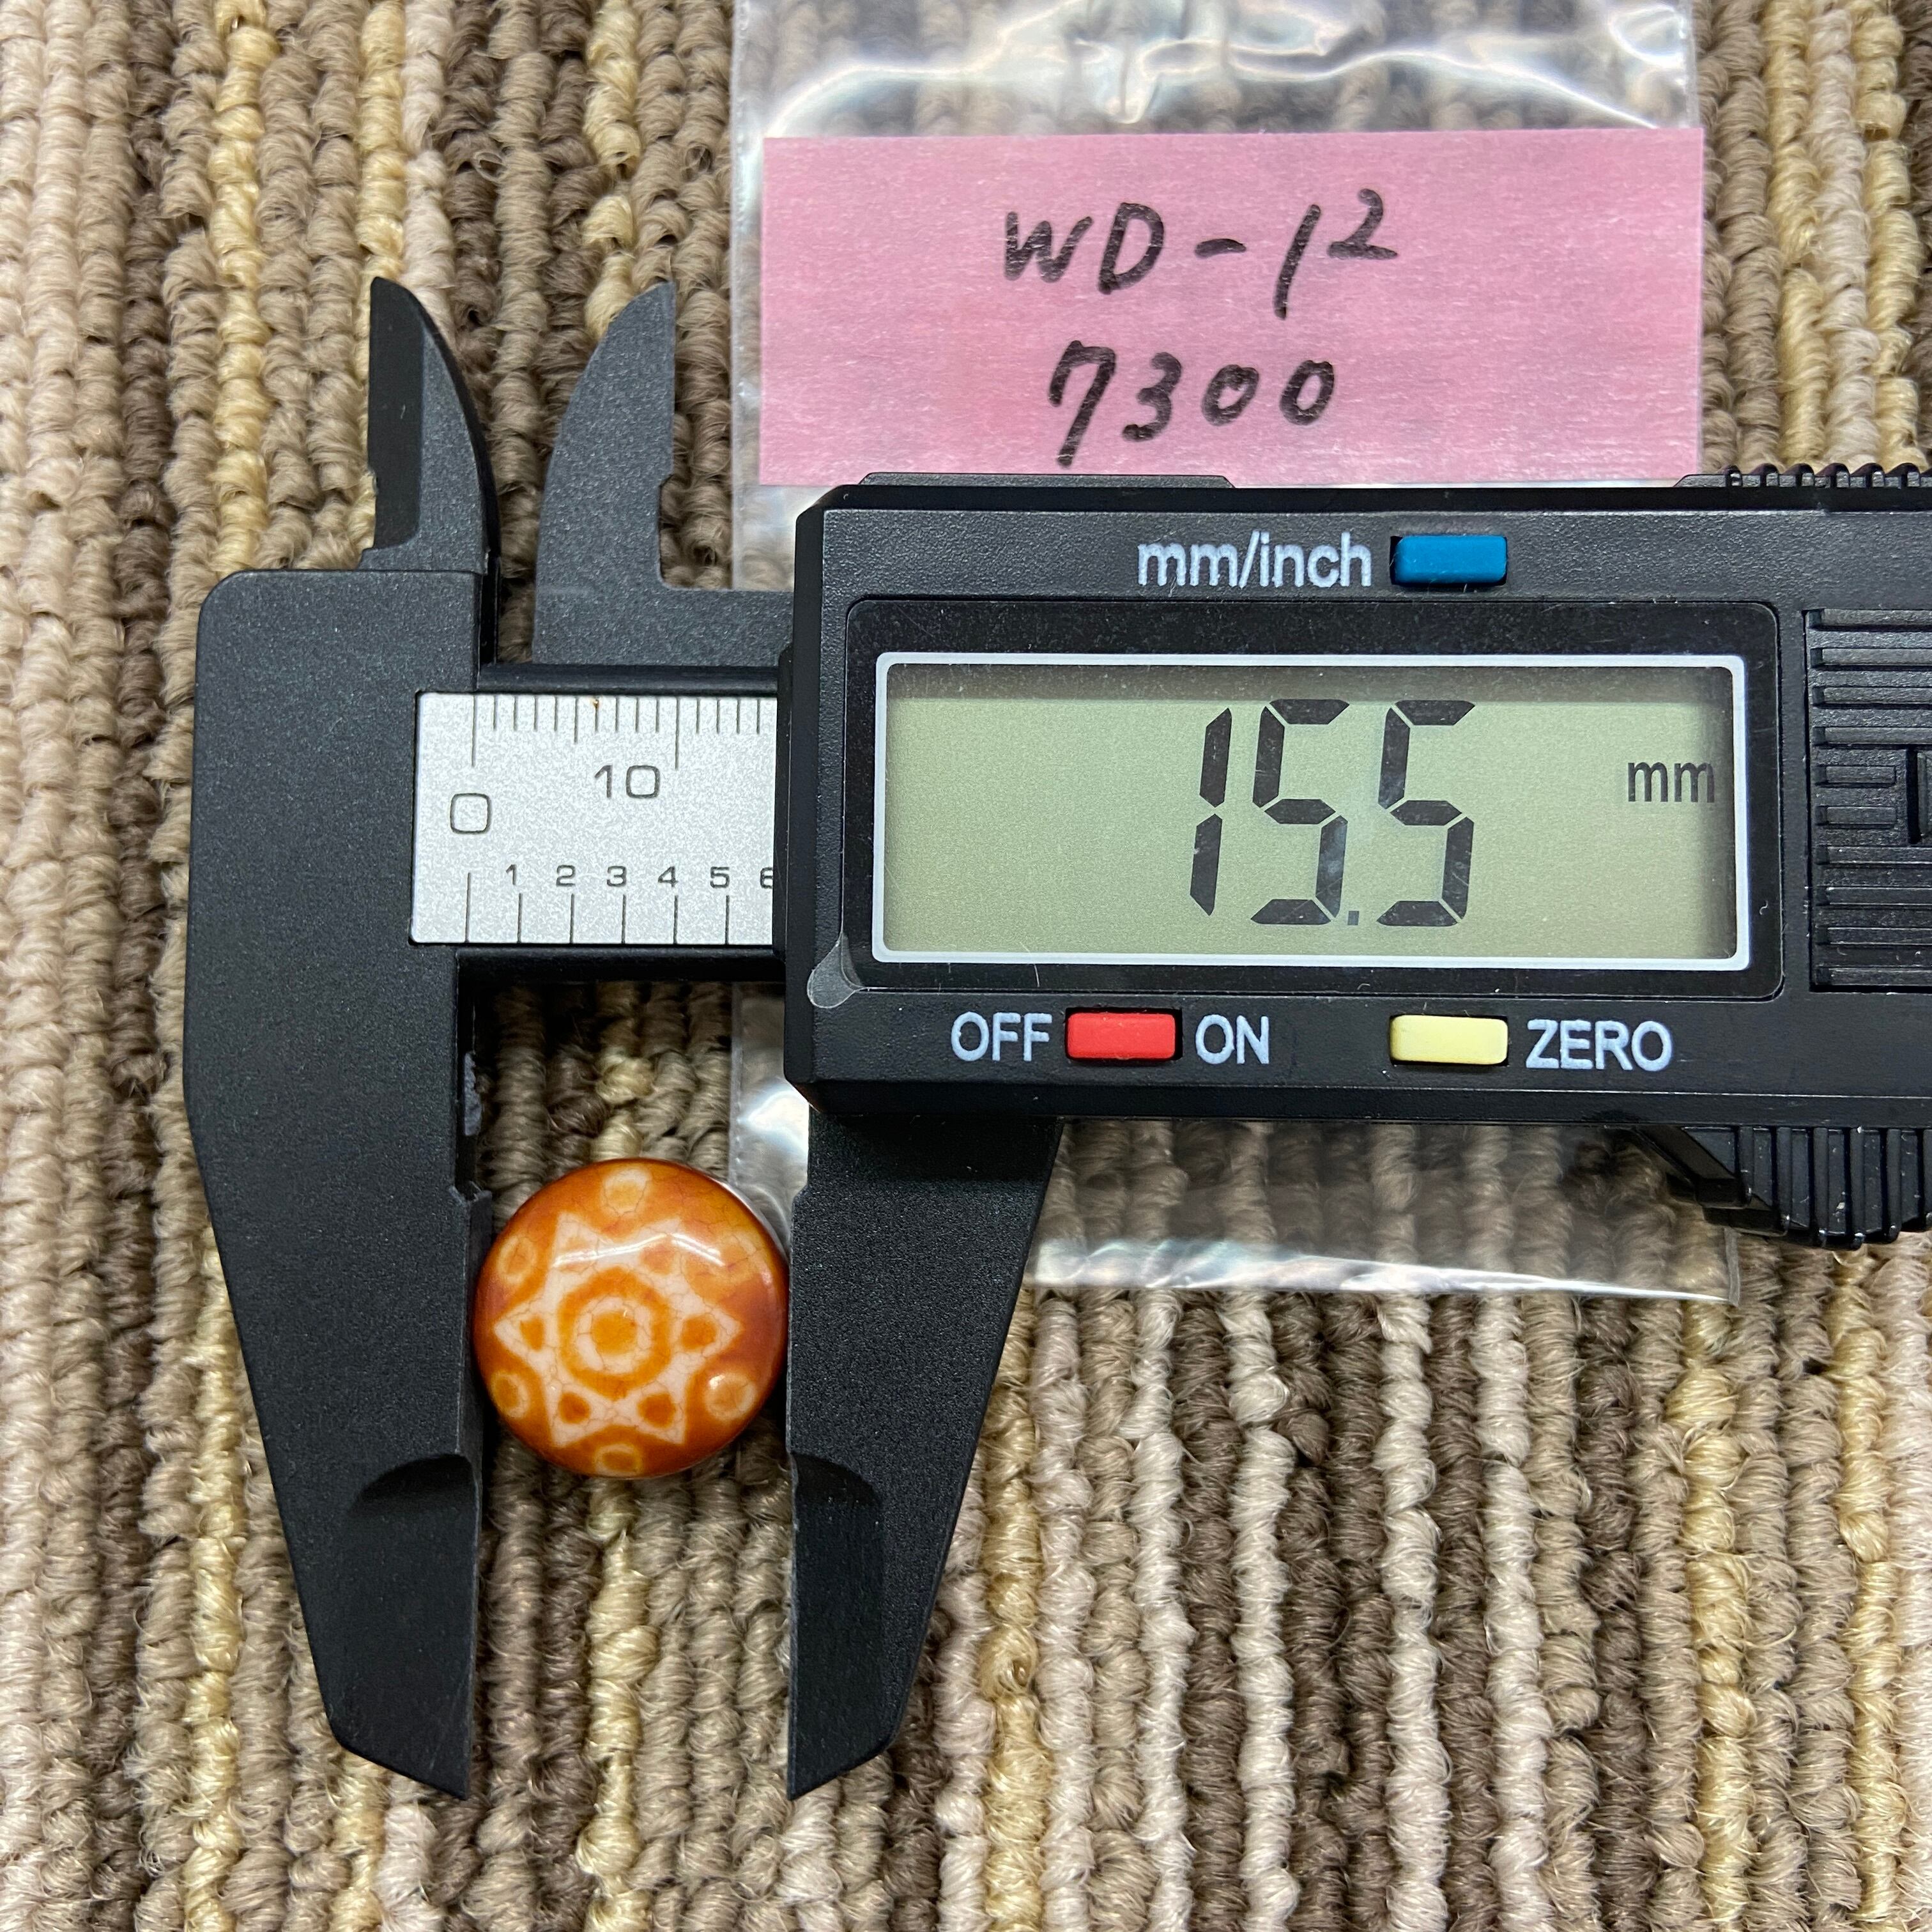 WD-12
7300
mm/inch
15.5 mm
0 10
1 2 3 4 5 6
OFF ON ZERO